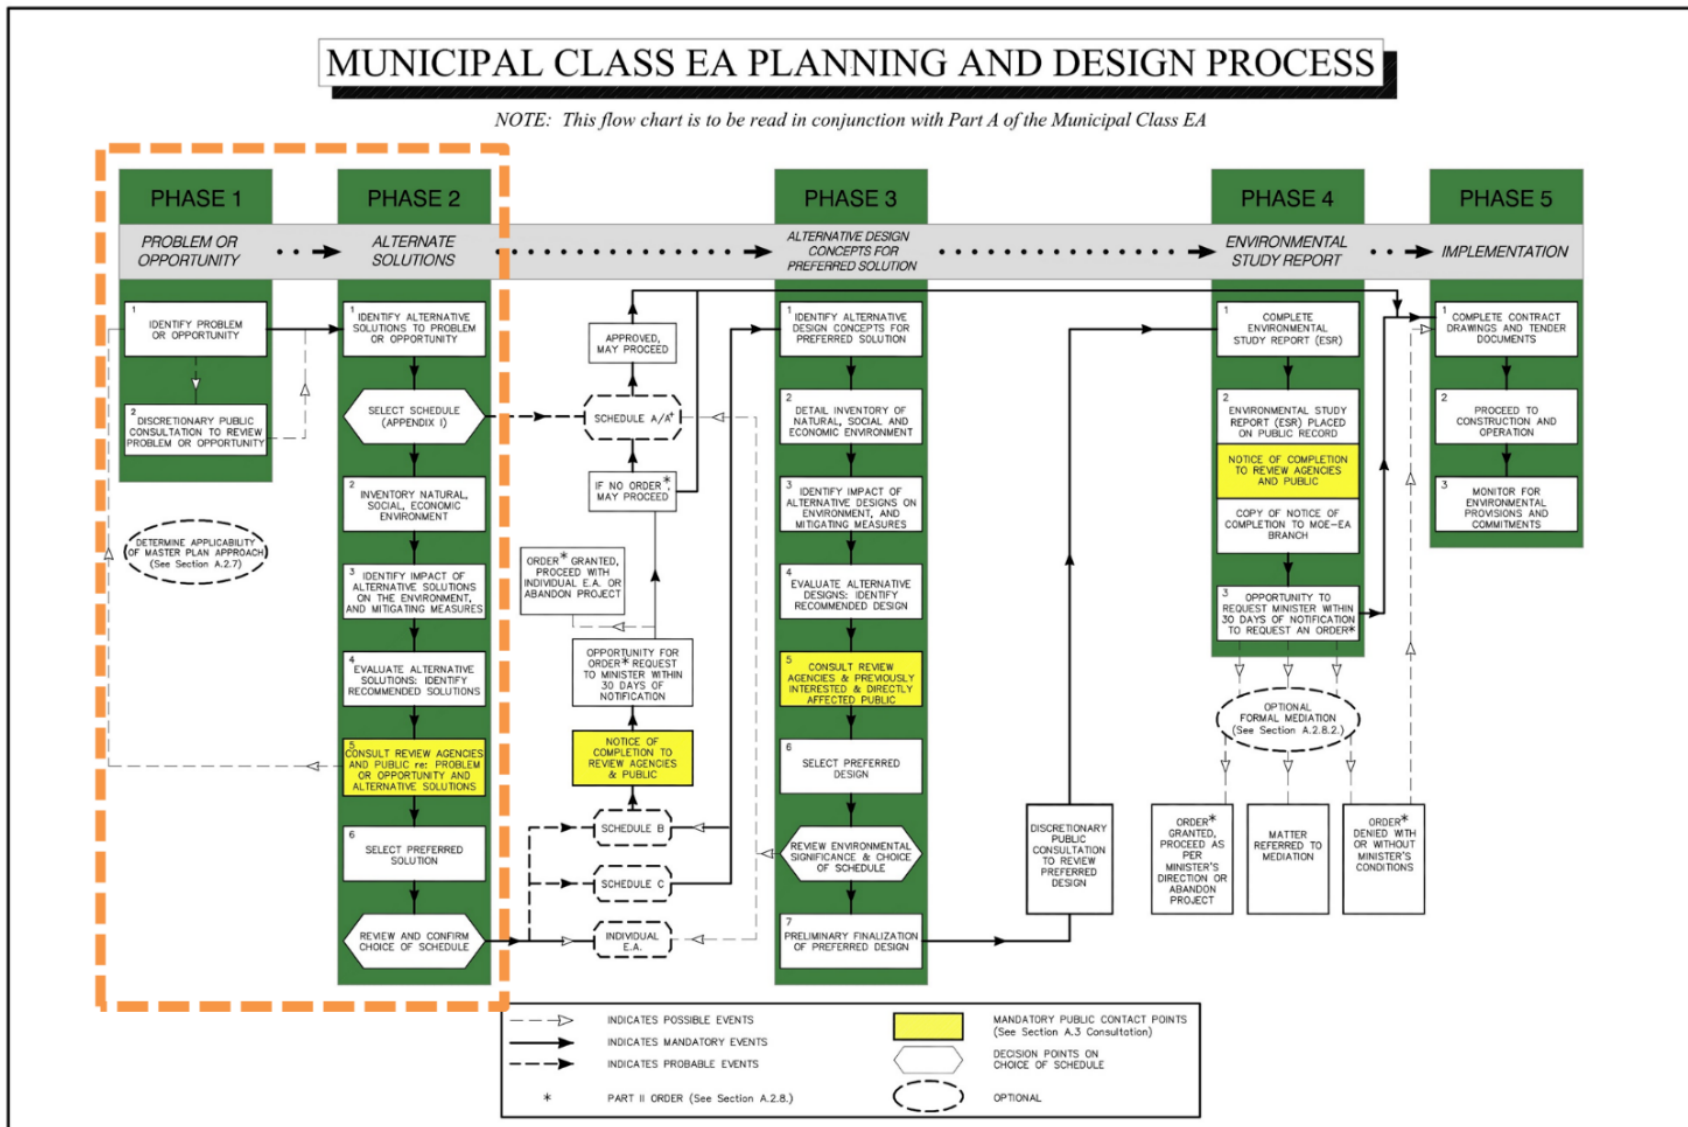 MUNICIPAL CLASS EA PLANNING AND DESIGN PROCESS
NOTE: This flow chart is to be read in conjunction with Part A of the Municipal Class EA
PHASE 1
PROBLEM OR
OPPORTUNITY
1
IDENTIFY PROBLEM
OR OPPORTUNITY
2
DISCRETIONARY PUBLIC
CONSULTATION TO REVIEW
PROBLEM OR OPPORTUNITY
DETERMINE APPLICABILITY
OF MASTER PLAN APPROACH
(See Section A.2.7)
PHASE 2
ALTERNATE
SOLUTIONS
1
IDENTIFY ALTERNATIVE
SOLUTIONS TO PROBLEM
OR OPPORTUNITY
SELECT SCHEDULE
(APPENDIX I)
2
INVENTORY NATURAL,
SOCIAL, ECONOMIC
ENVIRONMENT
3
IDENTIFY IMPACT OF
ALTERNATIVE SOLUTIONS
ON THE ENVIRONMENT,
AND MITIGATING MEASURES
4
EVALUATE ALTERNATIVE
SOLUTIONS: IDENTIFY
RECOMMENDED SOLUTIONS
5
CONSULT REVIEW AGENCIES
AND PUBLIC re: PROBLEM
OR OPPORTUNITY AND
ALTERNATIVE SOLUTIONS
6
SELECT PREFERRED
SOLUTION
REVIEW AND CONFIRM
CHOICE OF SCHEDULE
APPROVED,
MAY PROCEED
SCHEDULE A/A+
IF NO ORDER*,
MAY PROCEED
ORDER* GRANTED,
PROCEED WITH
INDIVIDUAL E.A. OR
ABANDON PROJECT
OPPORTUNITY FOR
ORDER* REQUEST
TO MINISTER WITHIN
30 DAYS OF
NOTIFICATION
NOTICE OF
COMPLETION TO
REVIEW AGENCIES
& PUBLIC
SCHEDULE B
SCHEDULE C
INDIVIDUAL
E.A.
PHASE 3
ALTERNATIVE DESIGN
CONCEPTS FOR
PREFERRED SOLUTION
1
IDENTIFY ALTERNATIVE
DESIGN CONCEPTS FOR
PREFERRED SOLUTION
2
DETAIL INVENTORY OF
NATURAL, SOCIAL AND
ECONOMIC ENVIRONMENT
3
IDENTIFY IMPACT OF
ALTERNATIVE DESIGNS ON
ENVIRONMENT, AND
MITIGATING MEASURES
4
EVALUATE ALTERNATIVE
DESIGNS: IDENTIFY
RECOMMENDED DESIGN
5
CONSULT REVIEW
AGENCIES & PREVIOUSLY
INTERESTED & DIRECTLY
AFFECTED PUBLIC
6
SELECT PREFERRED
DESIGN
REVIEW ENVIRONMENTAL
SIGNIFICANCE & CHOICE
OF SCHEDULE
7
PRELIMINARY FINALIZATION
OF PREFERRED DESIGN
DISCRETIONARY
PUBLIC
CONSULTATION
TO REVIEW
PREFERRED
DESIGN
PHASE 4
ENVIRONMENTAL
STUDY REPORT
1
COMPLETE
ENVIRONMENTAL
STUDY REPORT (ESR)
2
ENVIRONMENTAL STUDY
REPORT (ESR) PLACED
ON PUBLIC RECORD
NOTICE OF COMPLETION
TO REVIEW AGENCIES
AND PUBLIC
COPY OF NOTICE OF
COMPLETION TO MOE-EA
BRANCH
3
OPPORTUNITY TO
REQUEST MINISTER WITHIN
30 DAYS OF NOTIFICATION
TO REQUEST AN ORDER*
OPTIONAL
FORMAL MEDIATION
(See Section A.2.8.2.)
ORDER*
GRANTED,
PROCEED AS
PER
MINISTER'S
DIRECTION OR
ABANDON
PROJECT
MATTER
REFERRED TO
MEDIATION
ORDER*
DENIED WITH
OR WITHOUT
MINISTER'S
CONDITIONS
PHASE 5
IMPLEMENTATION
1
COMPLETE CONTRACT
DRAWINGS AND TENDER
DOCUMENTS
2
PROCEED TO
CONSTRUCTION AND
OPERATION
3
MONITOR FOR
ENVIRONMENTAL
PROVISIONS AND
COMMITMENTS
INDICATES POSSIBLE EVENTS
INDICATES MANDATORY EVENTS
INDICATES PROBABLE EVENTS
* PART II ORDER (See Section A.2.8.)
MANDATORY PUBLIC CONTACT POINTS
(See Section A.3 Consultation)
DECISION POINTS ON
CHOICE OF SCHEDULE
OPTIONAL